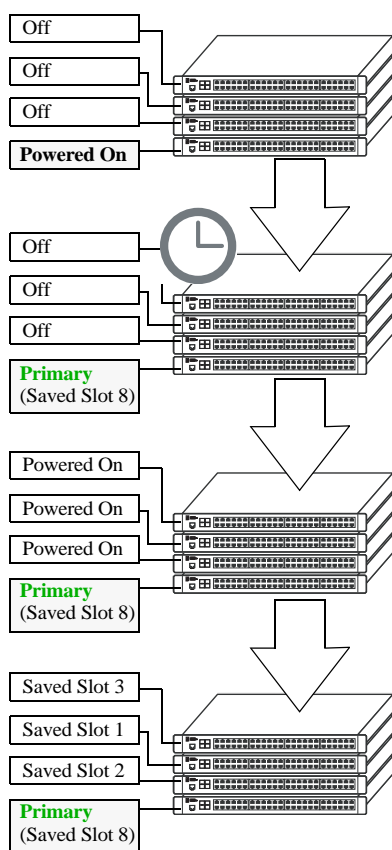 Off
Off
Off
Powered On
Off
Off
Off
Primary
(Saved Slot 8)
Powered On
Powered On
Powered On
Primary
(Saved Slot 8)
Saved Slot 3
Saved Slot 1
Saved Slot 2
Primary
(Saved Slot 8)